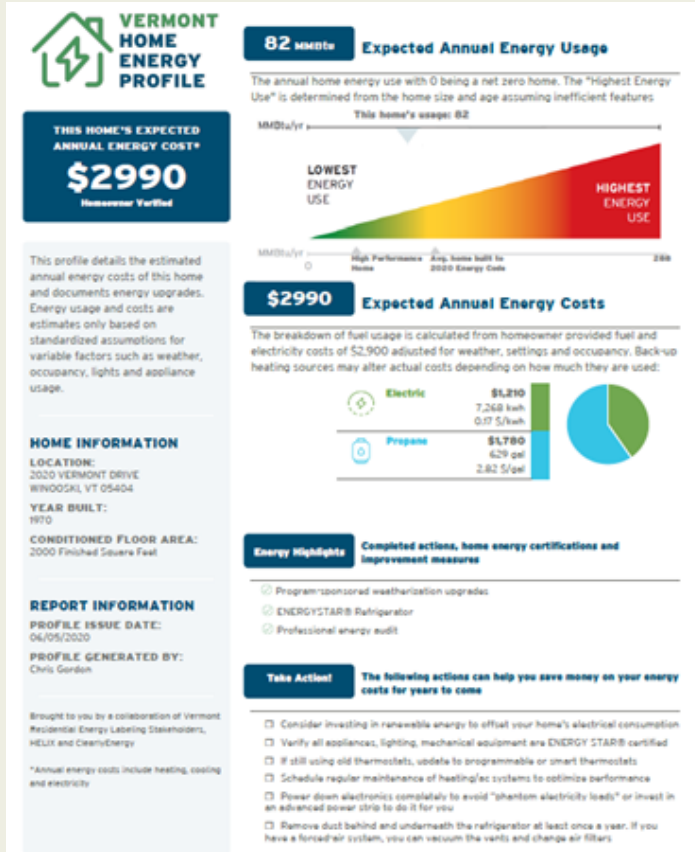 VERMONT
HOME
ENERGY
PROFILE
THIS HOME'S EXPECTED
ANNUAL ENERGY COST*
$2990
Homeowner Verified
This profile details the estimated
annual energy costs of this home
and documents energy upgrades.
Energy usage and costs are
estimates only based on
standardized assumptions for
variable factors such as weather,
occupancy, lights and appliance
usage.
HOME INFORMATION
LOCATION:
2020 VERMONT DRIVE
WINOOSKI, VT 05404
YEAR BUILT:
1970
CONDITIONED FLOOR AREA:
2000 Finished Square Feet
REPORT INFORMATION
PROFILE ISSUE DATE:
06/05/2020
PROFILE GENERATED BY:
Chris Gordon
Brought to you by a collaboration of Vermont
Residential Energy Labeling Stakeholders,
HELIX and ClearlyEnergy
*Annual energy costs include heating, cooling
and electricity
82 MMBtu Expected Annual Energy Usage
The annual home energy use with 0 being a net zero home. The "Highest Energy
Use" is determined from the home size and age assuming inefficient features
This home's usage: 82
MMBtu/yr
LOWEST
ENERGY
USE
HIGHEST
ENERGY
USE
MMBtu/yr
0
High Performance
Home
Avg. home built to
2020 Energy Code
$2990 Expected Annual Energy Costs
The breakdown of fuel usage is calculated from homeowner provided fuel and
electricity costs of $2,900 adjusted for weather, settings and occupancy. Back-up
heating sources may alter actual costs depending on how much they are used:
Electric $1,210
7,268 kwh
0.17 $/kwh
Propane $1,780
629 gal
2.82 $/gal
Energy Highlights
Completed actions, home energy certifications and
improvement measures
Program-sponsored weatherization upgrades
ENERGYSTAR® Refrigerator
Professional energy audit
Take Action!
The following actions can help you save money on your energy
costs for years to come
Consider investing in renewable energy to offset your home's electrical consumption
Verify all appliances, lighting, mechanical equipment are ENERGY STAR® certified
If still using old thermostats, update to programmable or smart thermostats
Schedule regular maintenance of heating/ac systems to optimize performance
Power down electronics completely to avoid "phantom electricity loads" or invest in
an advanced power strip to do it for you
Remove dust behind and underneath the refrigerator at least once a year. If you
have a forced-air system, you can vacuum the vents and change air filters